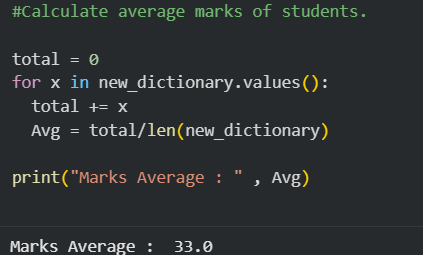 #Calculate average marks of students.
total = 0
for x in new_dictionary.values():
  total += x
  Avg = total/len(new_dictionary)
print("Marks Average : " , Avg)
Marks Average :  33.0